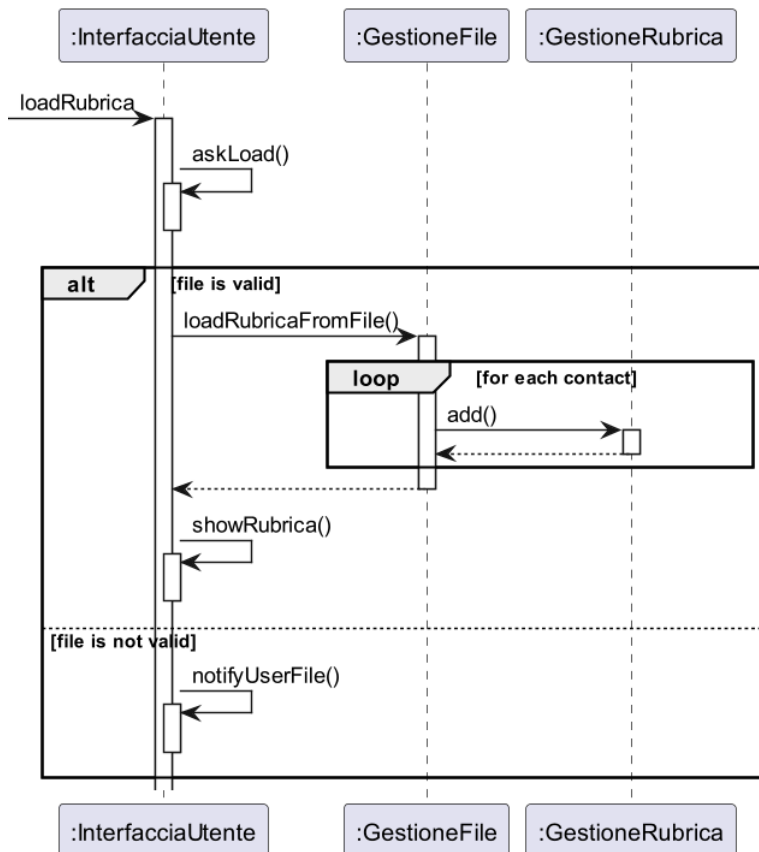 :InterfacciaUtente :GestioneFile :GestioneRubrica
loadRubrica
askLoad()
alt [file is valid]
loadRubricaFromFile()
loop [for each contact]
add()
showRubrica()
[file is not valid]
notifyUserFile()
:InterfacciaUtente :GestioneFile :GestioneRubrica